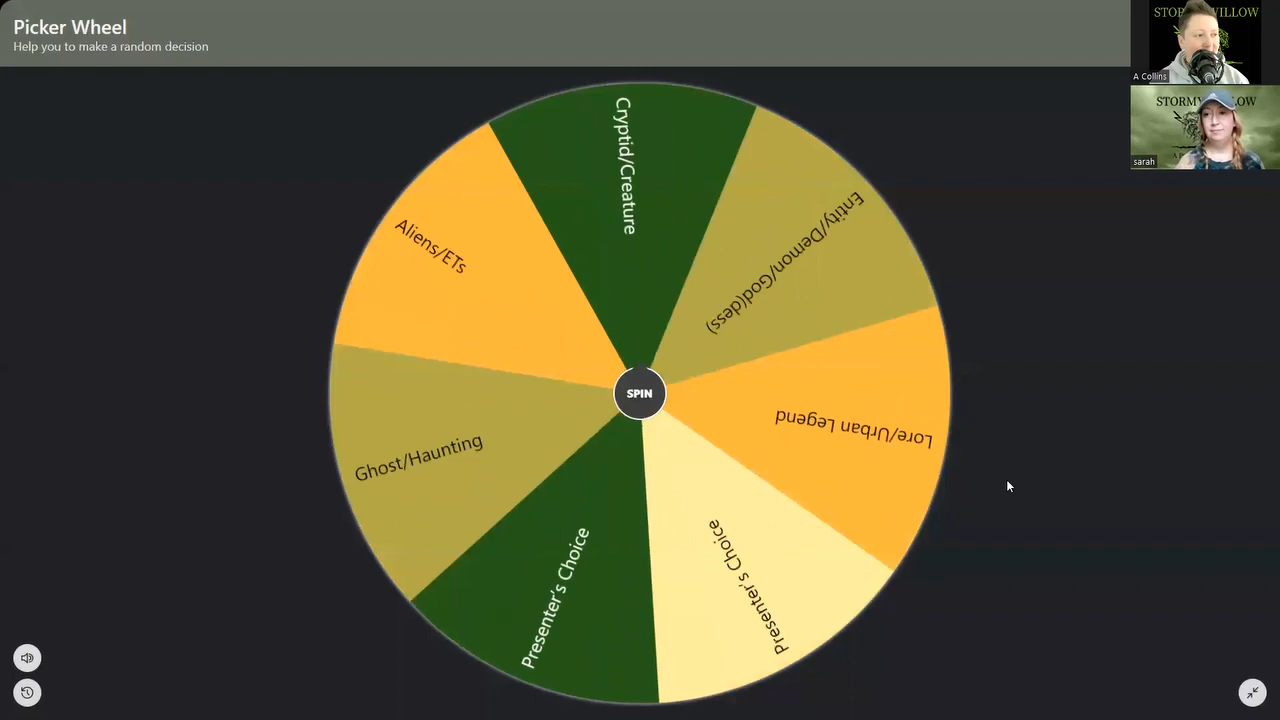 Picker Wheel
Help you to make a random decision
Cryptid/Creature
Entity/Demon/God(dess)
Lore/Urban Legend
Presenter's Choice
Presenter's Choice
Ghost/Haunting
Aliens/ETs
SPIN
A Collins
sarah